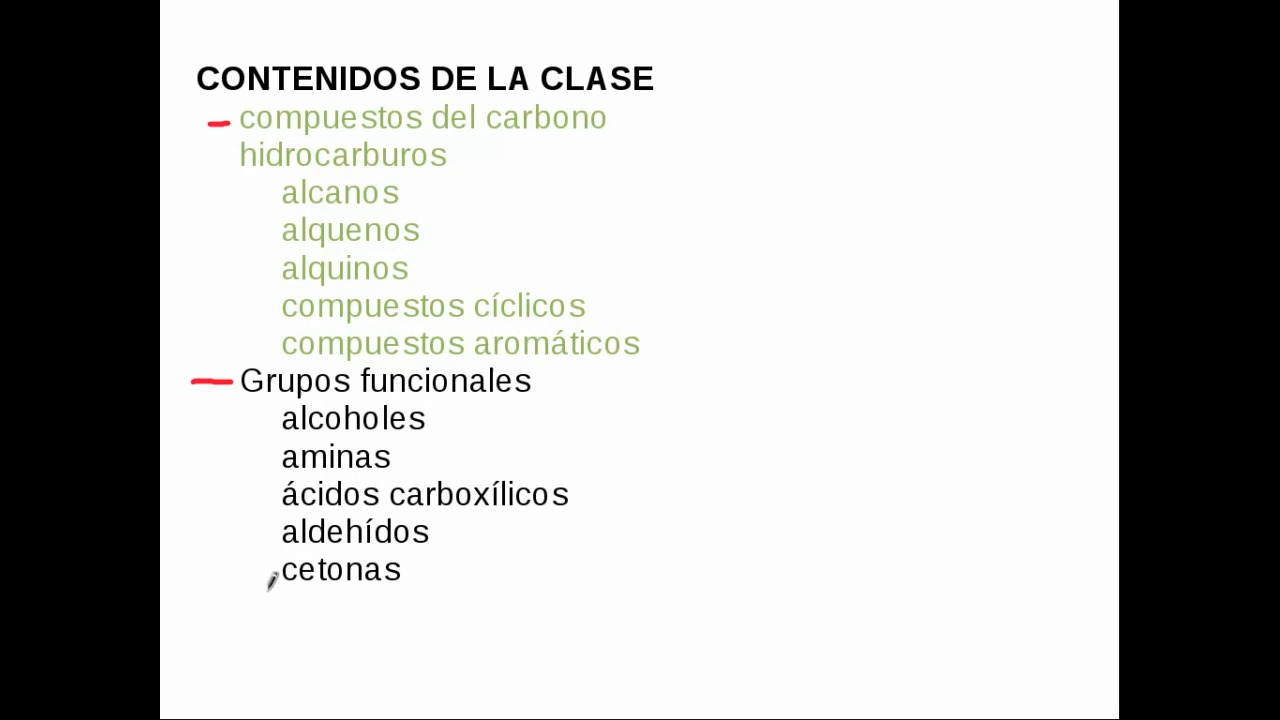 CONTENIDOS DE LA CLASE
compuestos del carbono
hidrocarburos
alcanos
alquenos
alquinos
compuestos cíclicos
compuestos aromáticos
Grupos funcionales
alcoholes
aminas
ácidos carboxílicos
aldehídos
cetonas